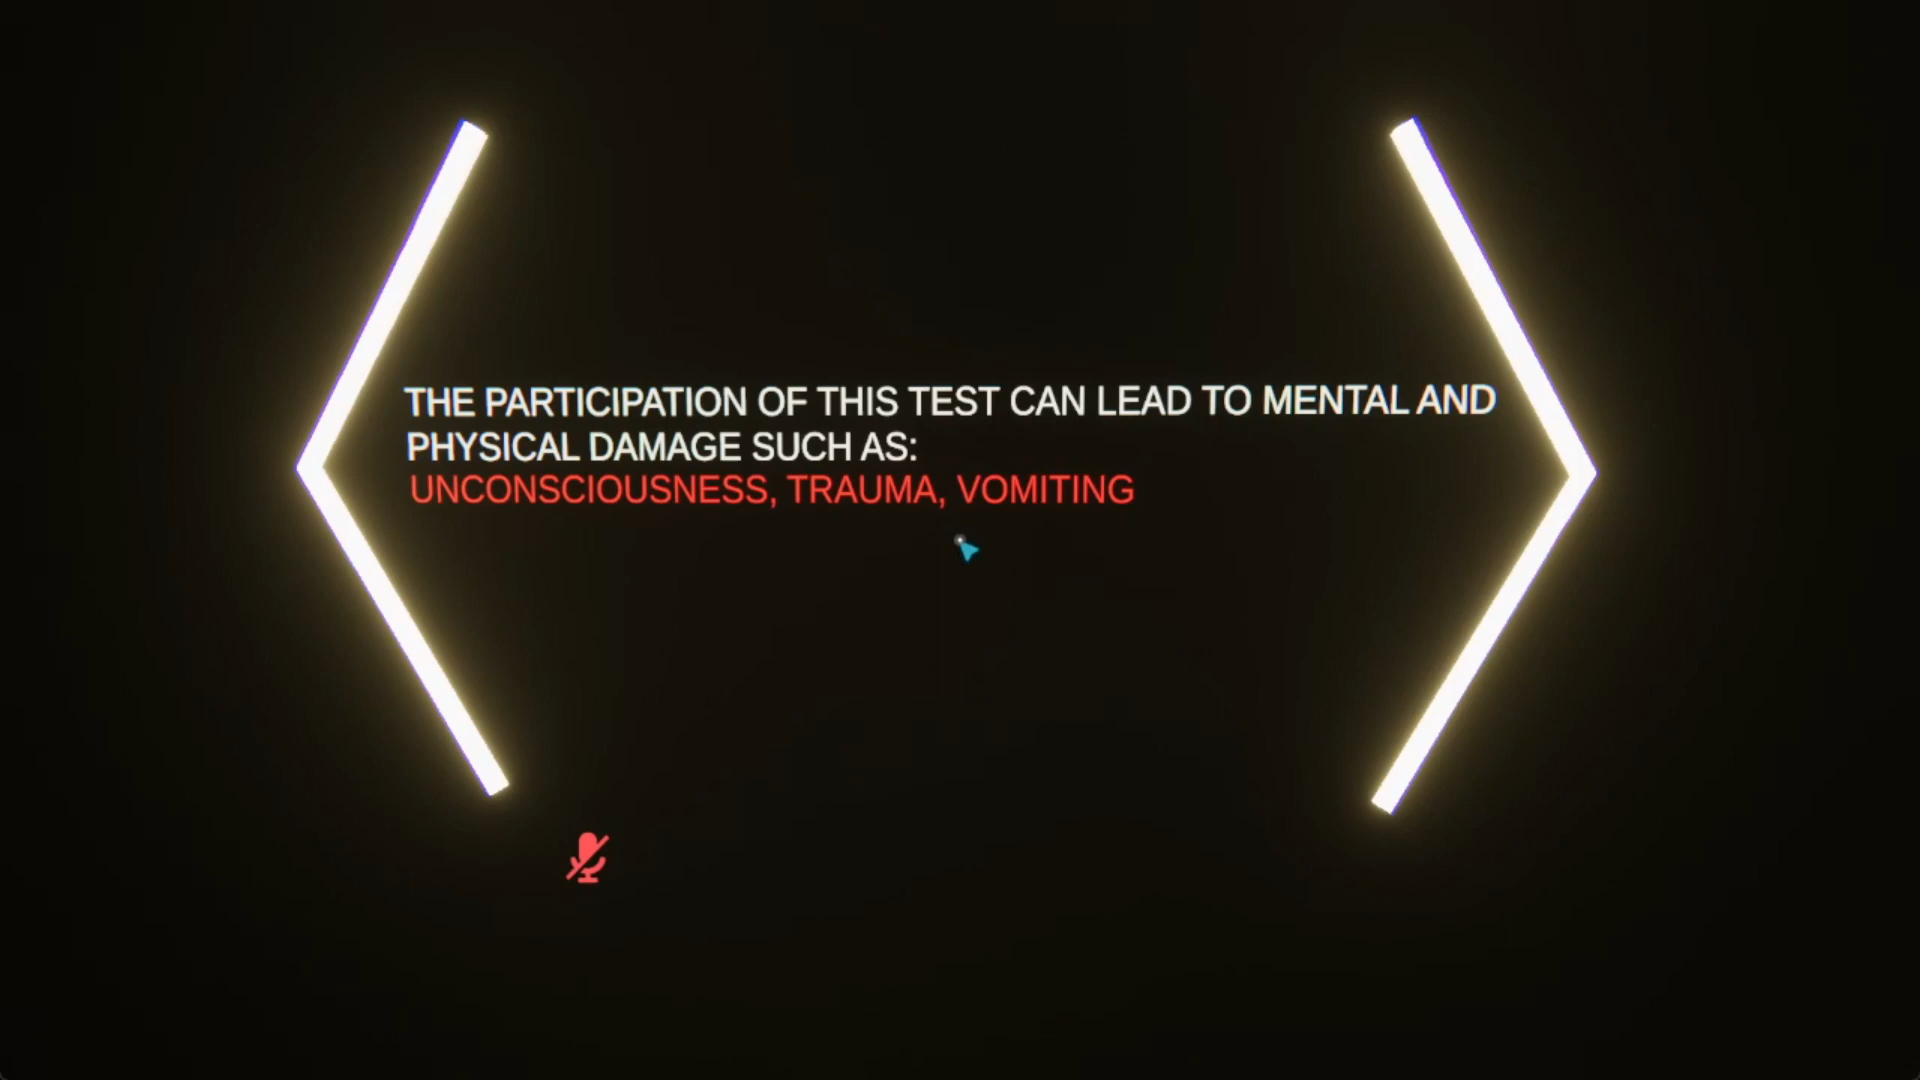 THE PARTICIPATION OF THIS TEST CAN LEAD TO MENTAL AND
PHYSICAL DAMAGE SUCH AS:
UNCONSCIOUSNESS, TRAUMA, VOMITING